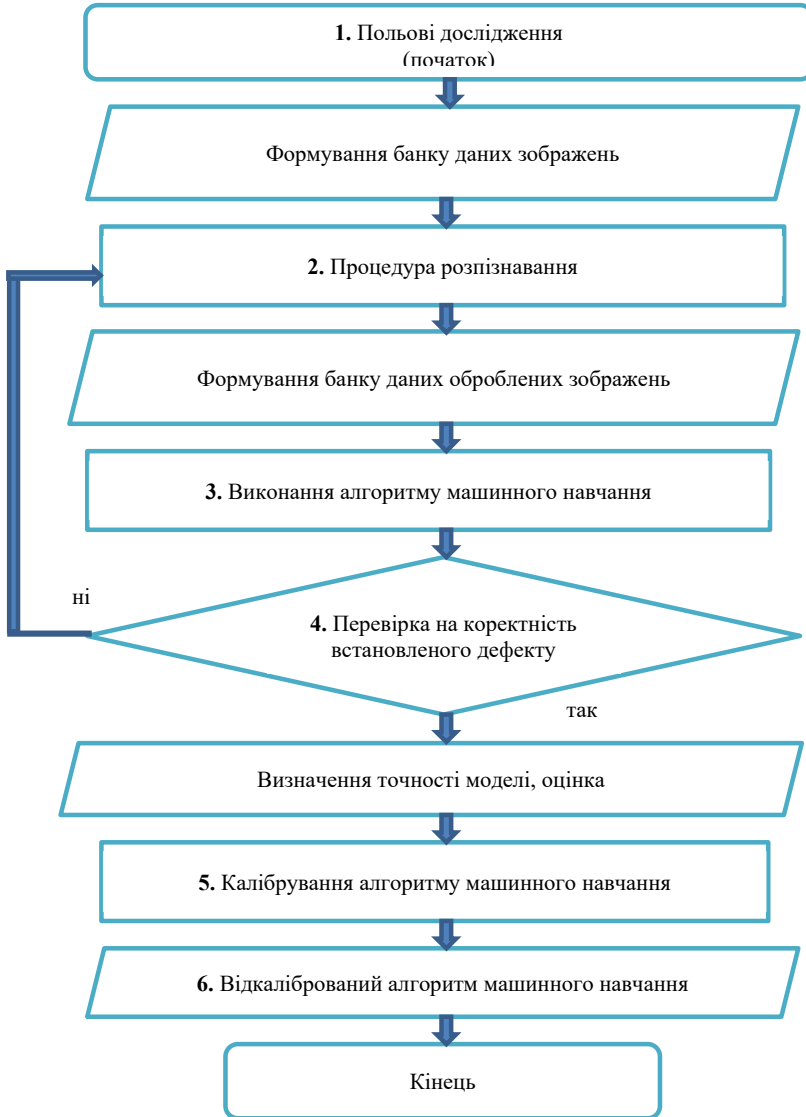 1. Польові дослідження
(початок)
Формування банку даних зображень
2. Процедура розпізнавання
Формування банку даних оброблених зображень
3. Виконання алгоритму машинного навчання
ні
4. Перевірка на коректність
встановленого дефекту
так
Визначення точності моделі, оцінка
5. Калібрування алгоритму машинного навчання
6. Відкалібрований алгоритм машинного навчання
Кінець